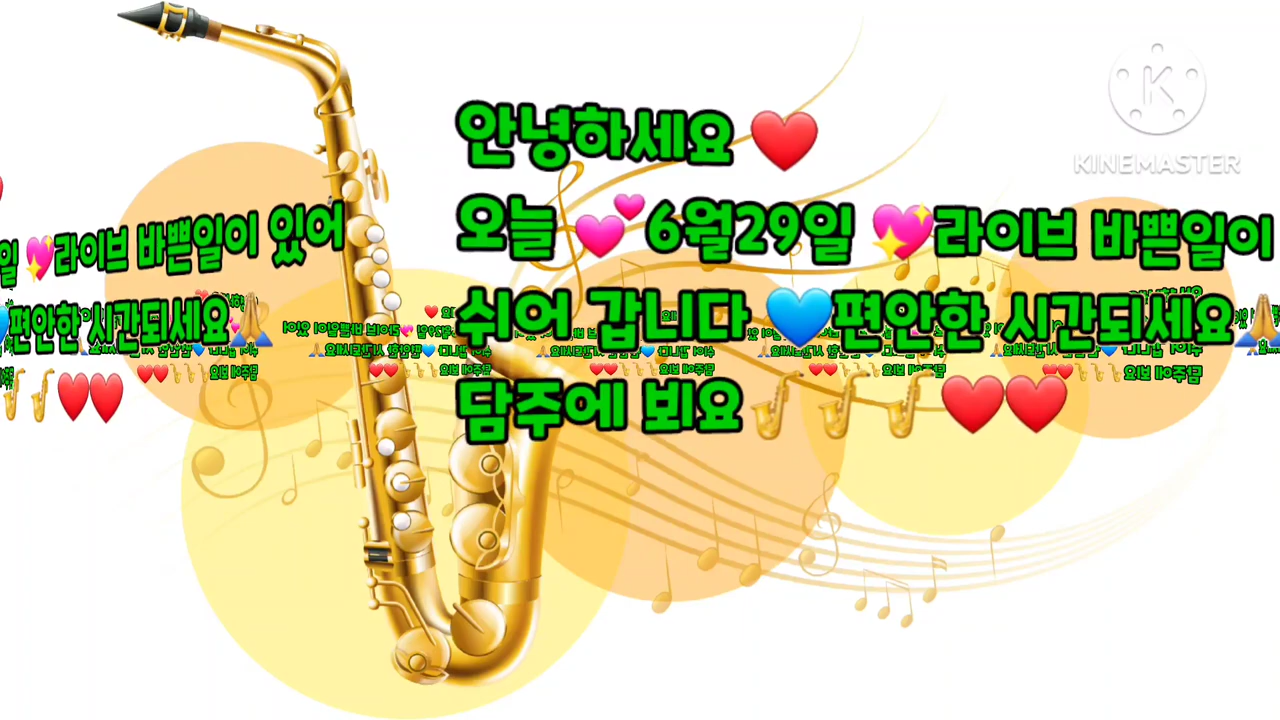 안녕하세요 ❤️
오늘 💕6월29일 💖라이브 바쁜일이
쉬어 갑니다 💙편안한 시간되세요🙏
담주에 뵈요 🎷🎷🎷 ❤️❤️
일 💖라이브 바쁜일이 있어
💙편안한 시간되세요🙏
🎷🎷❤️❤️
KINEMASTER